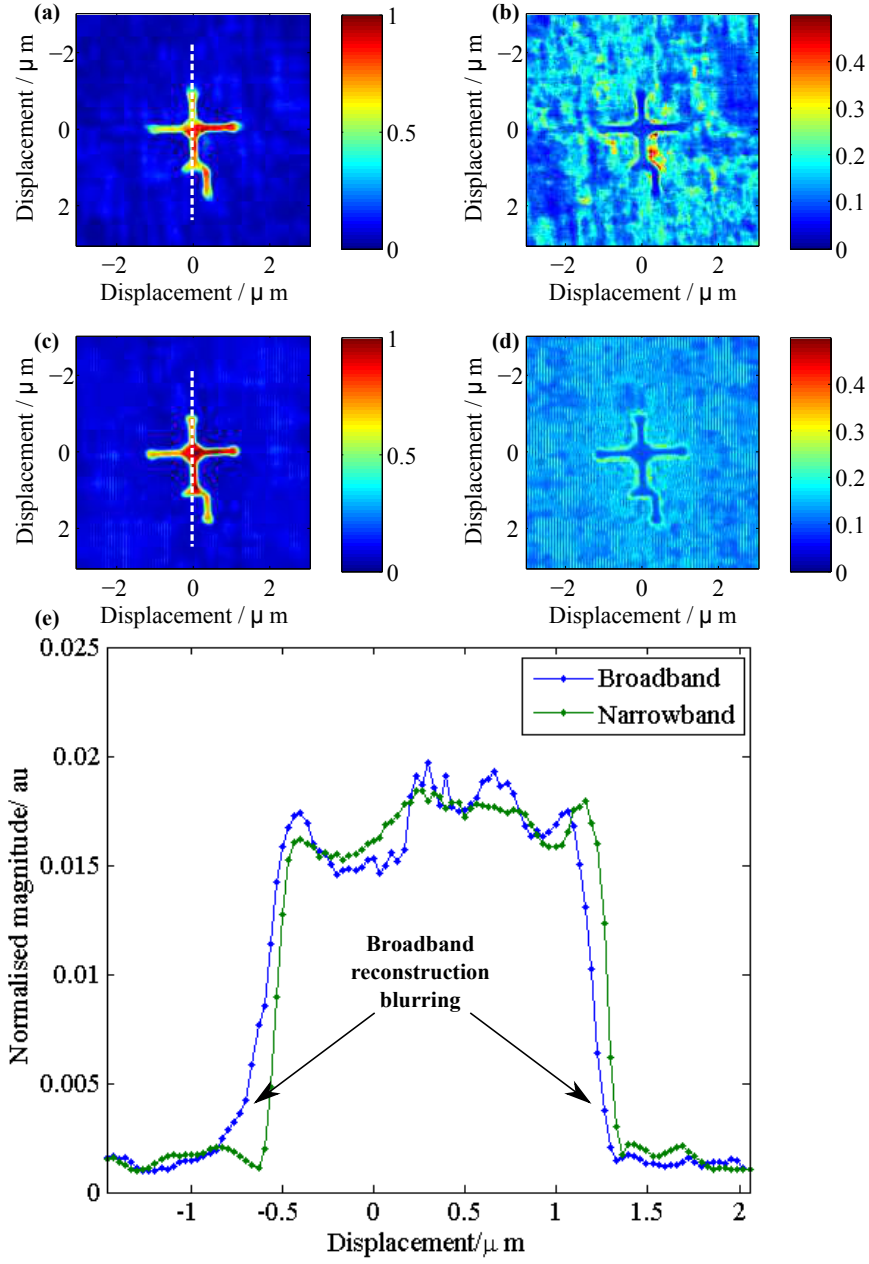 (a)
Displacement / μ m
−2
0
2
−2
0
2
Displacement / μ m
1
0.5
0
(b)
Displacement / μ m
−2
0
2
−2
0
2
Displacement / μ m
0.4
0.3
0.2
0.1
0
(c)
Displacement / μ m
−2
0
2
−2
0
2
Displacement / μ m
1
0.5
0
(d)
Displacement / μ m
−2
0
2
−2
0
2
Displacement / μ m
0.4
0.3
0.2
0.1
0
(e)
Normalised magnitude/ au
0.025
0.02
0.015
0.01
0.005
0
Broadband
Narrowband
Broadband
reconstruction
blurring
-1
-0.5
0
0.5
1
2
Displacement/μ m